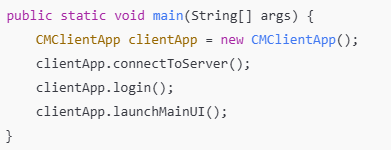 public static void main(String[] args) {
    CMClientApp clientApp = new CMClientApp();
    clientApp.connectToServer();
    clientApp.login();
    clientApp.launchMainUI();
}